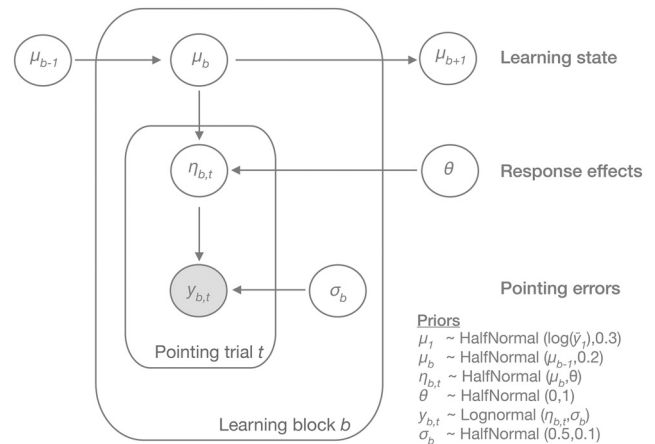 μb-1
μb
μb+1
Learning state
ηb,t
θ
Response effects
yb,t
σb
Pointing errors
Pointing trial t
Learning block b
Priors
μ1 ~ HalfNormal (log(ȳ1),0.3)
μb ~ HalfNormal (μb-1,0.2)
ηb,t ~ HalfNormal (μb,θ)
θ ~ HalfNormal (0,1)
yb,t ~ Lognormal (ηb,t,σb)
σb ~ HalfNormal (0.5,0.1)